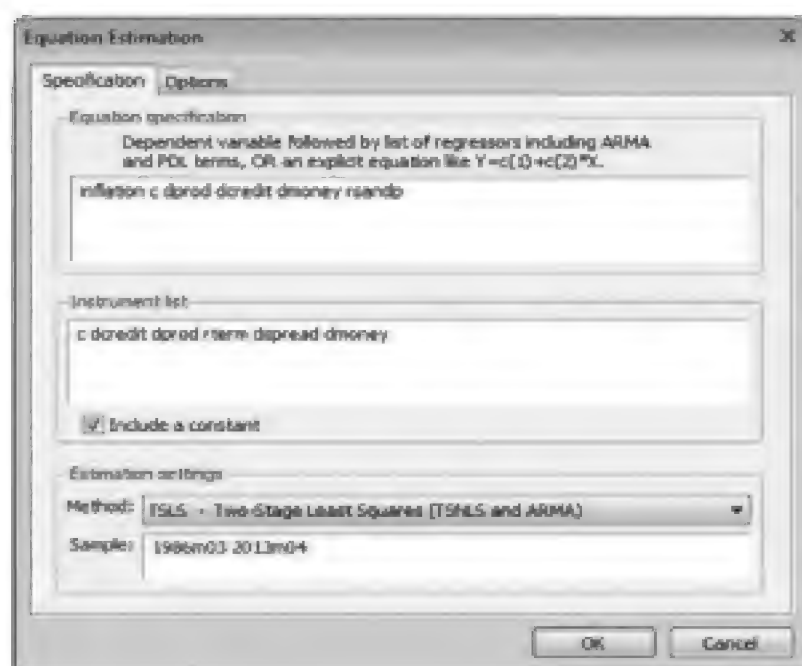 Equation Estimation
Specification Options
Equation specification
Dependent variable followed by list of regressors including ARMA
and PDL terms, OR an explicit equation like Y=c(1)+c(2)*X.
inflation c dprod dcredit dmoney rsandp
Instrument list
c dcredit dprod rterm dspread dmoney
Include a constant
Estimation settings
Method: TSLS - Two-Stage Least Squares (TSNLS and ARMA)
Sample: 1986m03 2013m04
OK Cancel